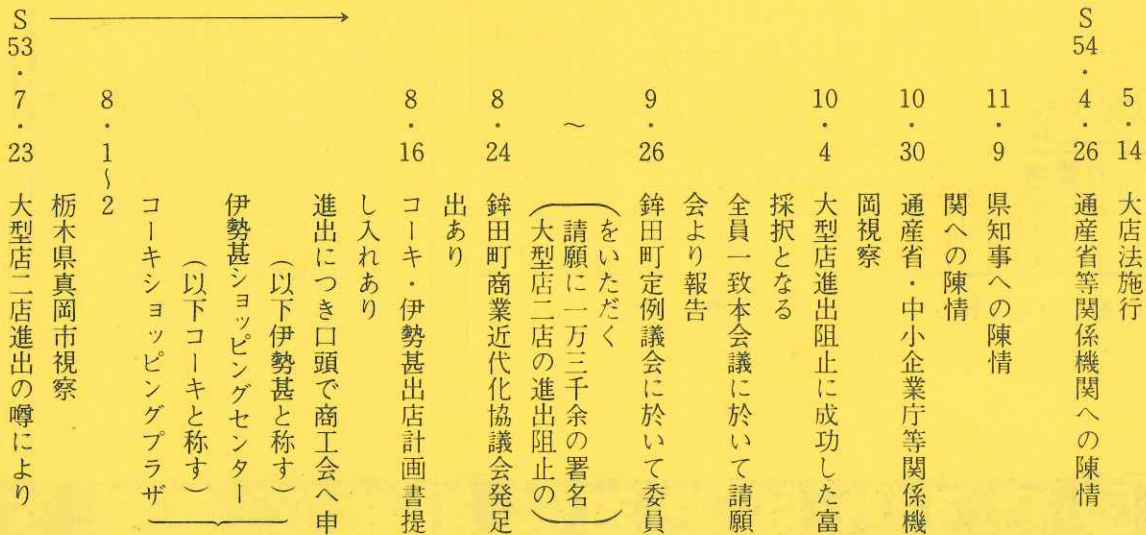 S53・7・23 大型店二店進出の噂により
栃木県真岡市視察
8・1~2
コーキショッピングプラザ
(以下コーキと称す)
伊勢甚ショッピングセンター
(以下伊勢甚と称す)
進出につき口頭で商工会へ申
し入れあり
8・16 コーキ・伊勢甚出店計画書提
出あり
8・24 鉾田町商業近代化協議会発足
~
(大型店二店の進出阻止の
請願に一万三千余の署名
をいただく)
9・26 鉾田町定例議会に於いて委員
会より報告
全員一致本会議に於いて請願
採択となる
10・4 大型店進出阻止に成功した富
岡視察
10・30 通産省・中小企業庁等関係機
関への陳情
11・9 県知事への陳情
S54・4・26 通産省等関係機関への陳情
5・14 大店法施行